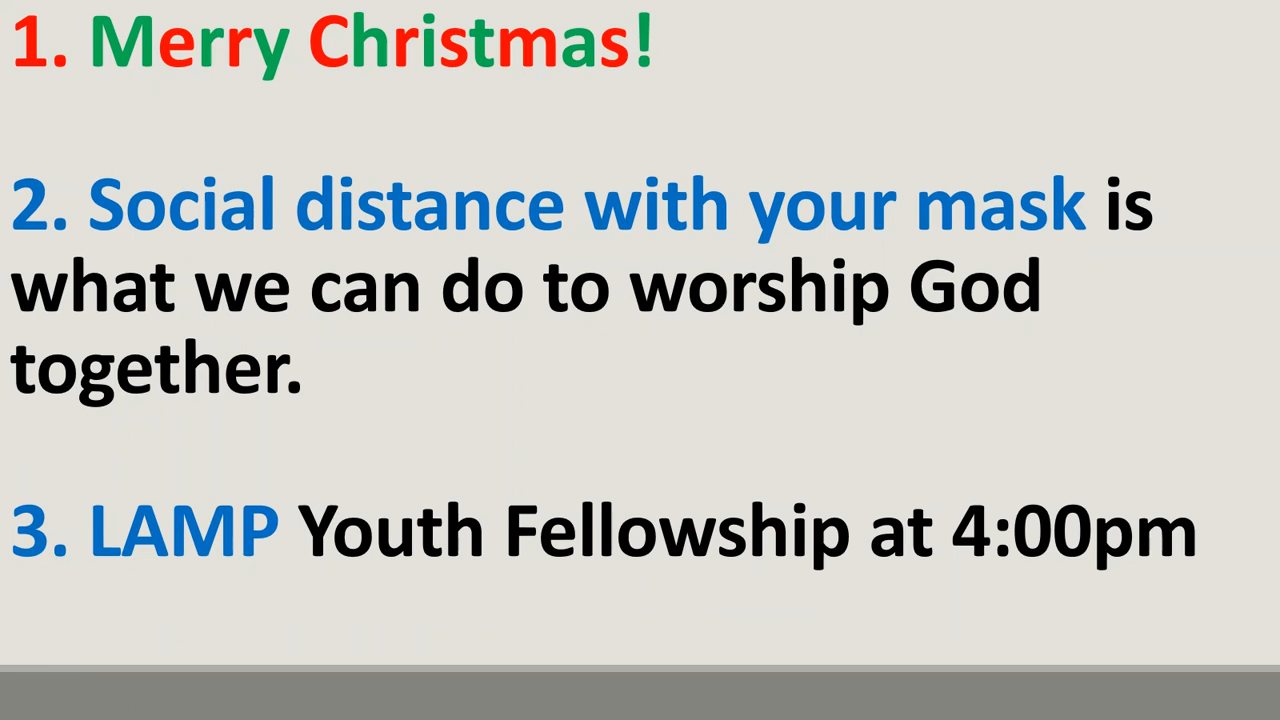 1. Merry Christmas!
2. Social distance with your mask is
what we can do to worship God
together.
3. LAMP Youth Fellowship at 4:00pm